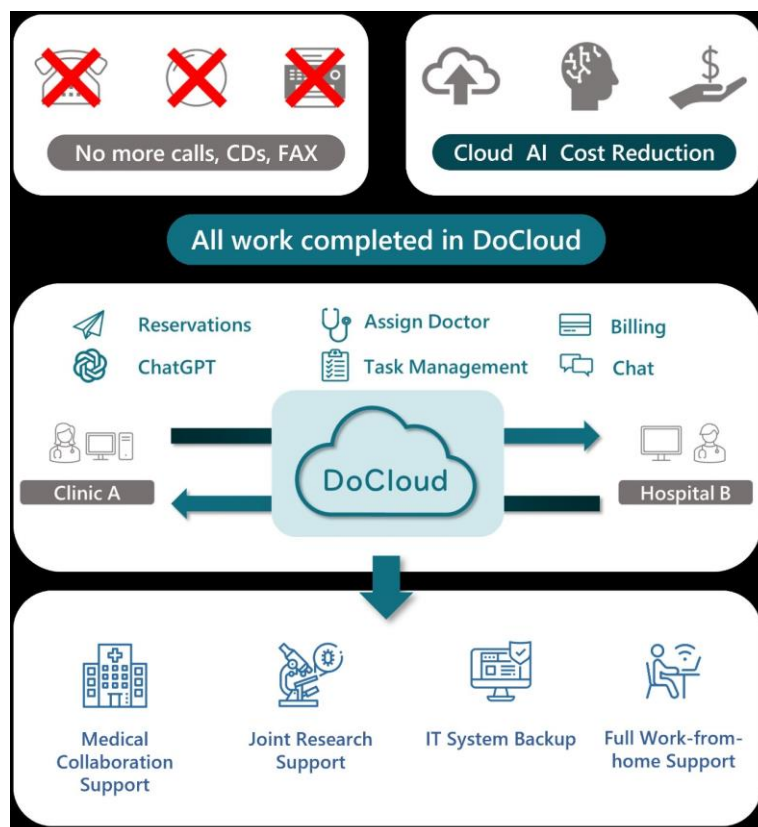 No more calls, CDs, FAX
Cloud AI Cost Reduction
All work completed in DoCloud
Reservations
Assign Doctor
Billing
ChatGPT
Task Management
Chat
DoCloud
Clinic A
Hospital B
Medical
Collaboration
Support
Joint Research
Support
IT System Backup
Full Work-from-
home Support